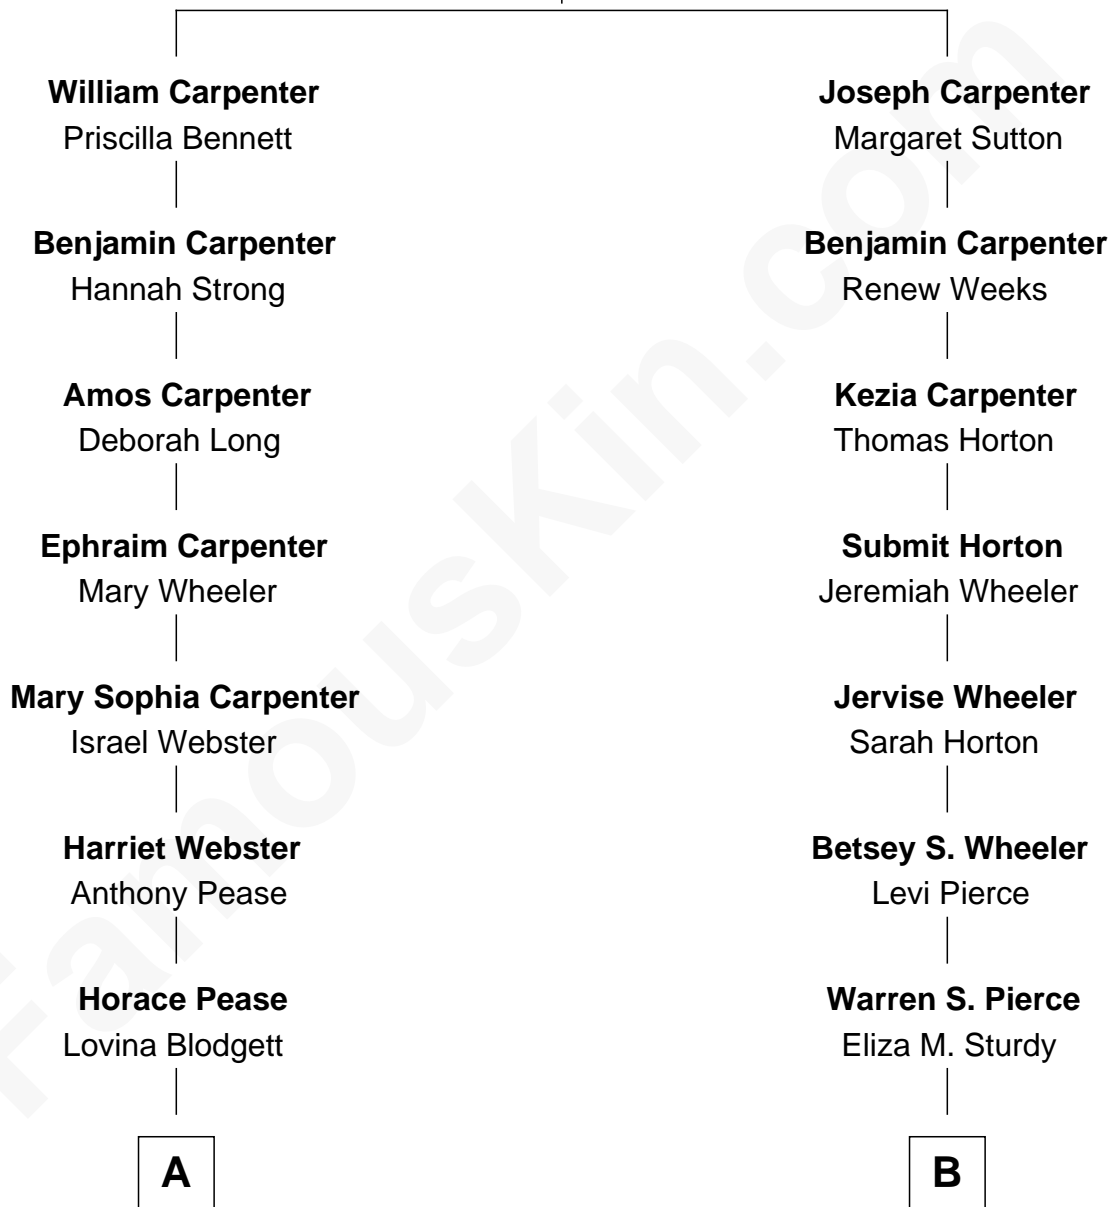 William Carpenter
Priscilla Bennett
Benjamin Carpenter
Hannah Strong
Amos Carpenter
Deborah Long
Ephraim Carpenter
Mary Wheeler
Mary Sophia Carpenter
Israel Webster
Harriet Webster
Anthony Pease
Horace Pease
Lovina Blodgett
A
Joseph Carpenter
Margaret Sutton
Benjamin Carpenter
Renew Weeks
Kezia Carpenter
Thomas Horton
Submit Horton
Jeremiah Wheeler
Jervise Wheeler
Sarah Horton
Betsey S. Wheeler
Levi Pierce
Warren S. Pierce
Eliza M. Sturdy
B
FamousKin.com